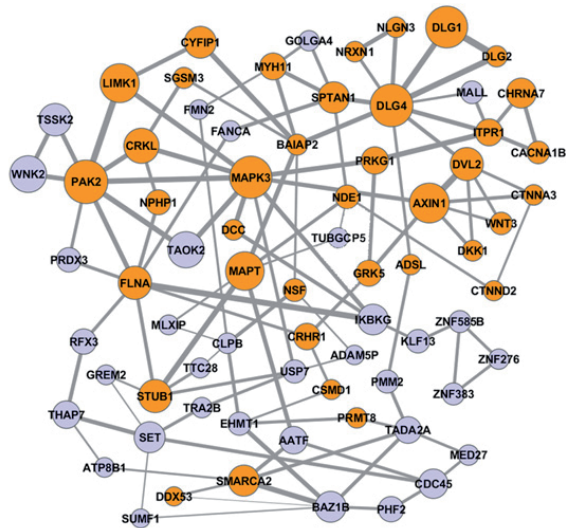 DLG1
NLGN3
GOLGA4
CYFIP1
NRXN1
DLG2
MYH11
LIMK1
SGSM3
SPTAN1
MALL
CHRNA7
DLG4
FMN2
TSSK2
FANCA
ITPR1
CRKL
BAIAP2
CACNA1B
PRKG1
DVL2
WNK2
PAK2
MAPK3
NPHP1
NDE1
AXIN1
CTNNA3
WNT3
DCC
TUBGCP5
TAOK2
DKK1
PRDX3
MAPT
GRK5
ADSL
FLNA
NSF
CTNND2
IKBKG
MLXIP
ZNF585B
RFX3
CLPB
CRHR1
KLF13
ADAM5P
ZNF276
GREM2
TTC28
USP7
PMM2
STUB1
CSMD1
ZNF383
TRA2B
THAP7
EHMT1
PRMT8
SET
AATF
TADA2A
MED27
ATP8B1
SMARCA2
CDC45
DDX53
BAZ1B
PHF2
SUMF1